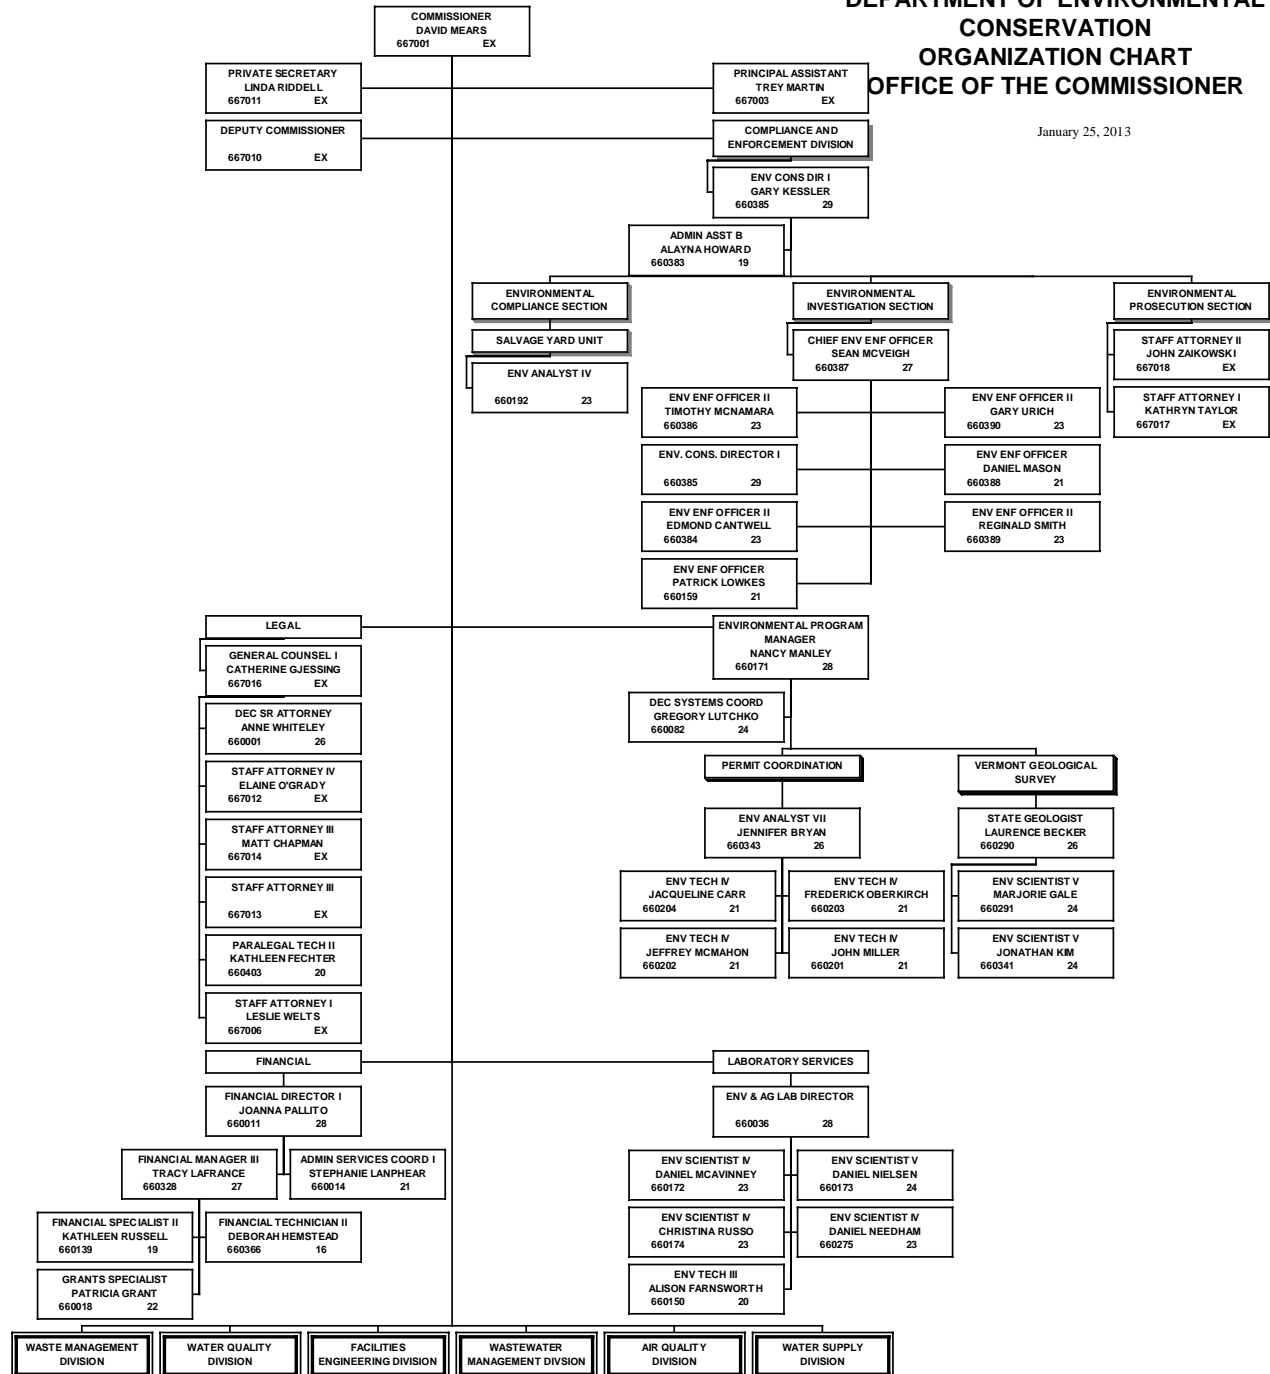 DEPARTMENT OF ENVIRONMENTAL
CONSERVATION
ORGANIZATION CHART
OFFICE OF THE COMMISSIONER
January 25, 2013
COMMISSIONER
DAVID MEARS
667001 EX
PRIVATE SECRETARY
LINDA RIDDELL
667011 EX
PRINCIPAL ASSISTANT
TREY MARTIN
667003 EX
DEPUTY COMMISSIONER
667010 EX
COMPLIANCE AND
ENFORCEMENT DIVISION
ENV CONS DIR I
GARY KESSLER
660385 29
ADMIN ASST B
ALAYNA HOWARD
660383 19
ENVIRONMENTAL
COMPLIANCE SECTION
SALVAGE YARD UNIT
ENV ANALYST IV
660192 23
ENVIRONMENTAL
INVESTIGATION SECTION
CHIEF ENV ENF OFFICER
SEAN MCVEIGH
660387 27
ENVIRONMENTAL
PROSECUTION SECTION
STAFF ATTORNEY II
JOHN ZAIKOWSKI
667018 EX
STAFF ATTORNEY I
KATHRYN TAYLOR
667017 EX
ENV ENF OFFICER II
TIMOTHY MCNAMARA
660386 23
ENV ENF OFFICER II
GARY URICH
660390 23
ENV. CONS. DIRECTOR I
660385 29
ENV ENF OFFICER
DANIEL MASON
660388 21
ENV ENF OFFICER II
EDMOND CANTWELL
660384 23
ENV ENF OFFICER II
REGINALD SMITH
660389 23
ENV ENF OFFICER
PATRICK LOWKES
660159 21
LEGAL
GENERAL COUNSEL I
CATHERINE GJESSING
667016 EX
DEC SR ATTORNEY
ANNE WHITELEY
660001 26
STAFF ATTORNEY IV
ELAINE O'GRADY
667012 EX
STAFF ATTORNEY III
MATT CHAPMAN
667014 EX
STAFF ATTORNEY III
667013 EX
PARALEGAL TECH II
KATHLEEN FECHTER
660403 20
STAFF ATTORNEY I
LESLIE WELTS
667006 EX
ENVIRONMENTAL PROGRAM
MANAGER
NANCY MANLEY
660171 28
DEC SYSTEMS COORD
GREGORY LUTCHKO
660082 24
PERMIT COORDINATION
ENV ANALYST VII
JENNIFER BRYAN
660343 26
ENV TECH IV
JACQUELINE CARR
660204 21
ENV TECH IV
FREDERICK OBERKIRCH
660203 21
ENV TECH IV
JEFFREY MCMAHON
660202 21
ENV TECH IV
JOHN MILLER
660201 21
VERMONT GEOLOGICAL
SURVEY
STATE GEOLOGIST
LAURENCE BECKER
660290 26
ENV SCIENTIST V
MARJORIE GALE
660291 24
ENV SCIENTIST V
JONATHAN KIM
660341 24
FINANCIAL
FINANCIAL DIRECTOR I
JOANNA PALLITO
660011 28
FINANCIAL MANAGER III
TRACY LAFRANCE
660328 27
ADMIN SERVICES COORD I
STEPHANIE LANPHEAR
660014 21
FINANCIAL SPECIALIST II
KATHLEEN RUSSELL
660139 19
FINANCIAL TECHNICIAN II
DEBORAH HEMSTEAD
660366 16
GRANTS SPECIALIST
PATRICIA GRANT
660018 22
LABORATORY SERVICES
ENV & AG LAB DIRECTOR
660036 28
ENV SCIENTIST IV
DANIEL MCAVINNEY
660172 23
ENV SCIENTIST V
DANIEL NIELSEN
660173 24
ENV SCIENTIST IV
CHRISTINA RUSSO
660174 23
ENV SCIENTIST IV
DANIEL NEEDHAM
660275 23
ENV TECH III
ALISON FARNSWORTH
660150 20
WASTE MANAGEMENT
DIVISION
WATER QUALITY
DIVISION
FACILITIES
ENGINEERING DIVISION
WASTEWATER
MANAGEMENT DIVSION
AIR QUALITY
DIVISION
WATER SUPPLY
DIVISION